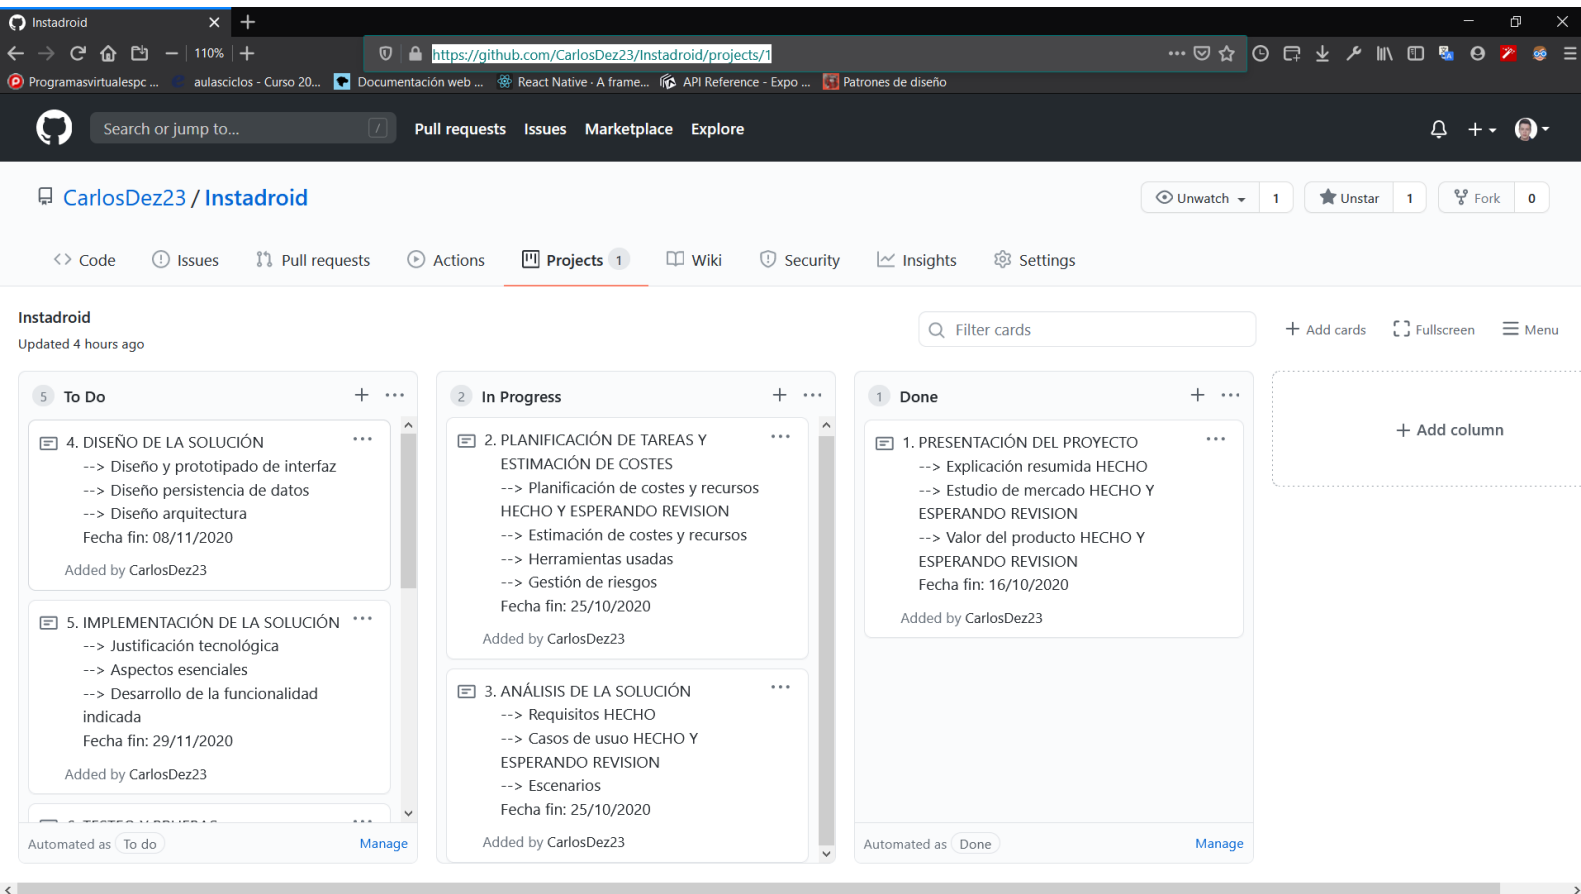 Instadroid
110%
https://github.com/CarlosDez23/Instadroid/projects/1
Programasvirtualespc ...
aulasciclos - Curso 20...
Documentación web ...
React Native · A frame...
API Reference - Expo ...
Patrones de diseño
Search or jump to...
/
Pull requests
Issues
Marketplace
Explore
CarlosDez23 / Instadroid
Unwatch 1
Unstar 1
Fork 0
Code
Issues
Pull requests
Actions
Projects 1
Wiki
Security
Insights
Settings
Instadroid
Updated 4 hours ago
Filter cards
Add cards
Fullscreen
Menu
5 To Do
4. DISEÑO DE LA SOLUCIÓN
--> Diseño y prototipado de interfaz
--> Diseño persistencia de datos
--> Diseño arquitectura
Fecha fin: 08/11/2020
Added by CarlosDez23
5. IMPLEMENTACIÓN DE LA SOLUCIÓN
--> Justificación tecnológica
--> Aspectos esenciales
--> Desarrollo de la funcionalidad
indicada
Fecha fin: 29/11/2020
Added by CarlosDez23
6. TESTEO Y PRUEBAS
Automated as To do
Manage
2 In Progress
2. PLANIFICACIÓN DE TAREAS Y
ESTIMACIÓN DE COSTES
--> Planificación de costes y recursos
HECHO Y ESPERANDO REVISION
--> Estimación de costes y recursos
--> Herramientas usadas
--> Gestión de riesgos
Fecha fin: 25/10/2020
Added by CarlosDez23
3. ANÁLISIS DE LA SOLUCIÓN
--> Requisitos HECHO
--> Casos de usuo HECHO Y
ESPERANDO REVISION
--> Escenarios
Fecha fin: 25/10/2020
Added by CarlosDez23
1 Done
1. PRESENTACIÓN DEL PROYECTO
--> Explicación resumida HECHO
--> Estudio de mercado HECHO Y
ESPERANDO REVISION
--> Valor del producto HECHO Y
ESPERANDO REVISION
Fecha fin: 16/10/2020
Added by CarlosDez23
Automated as Done
Manage
Add column